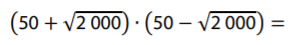 (50 + √2 000) · (50 − √2 000) =